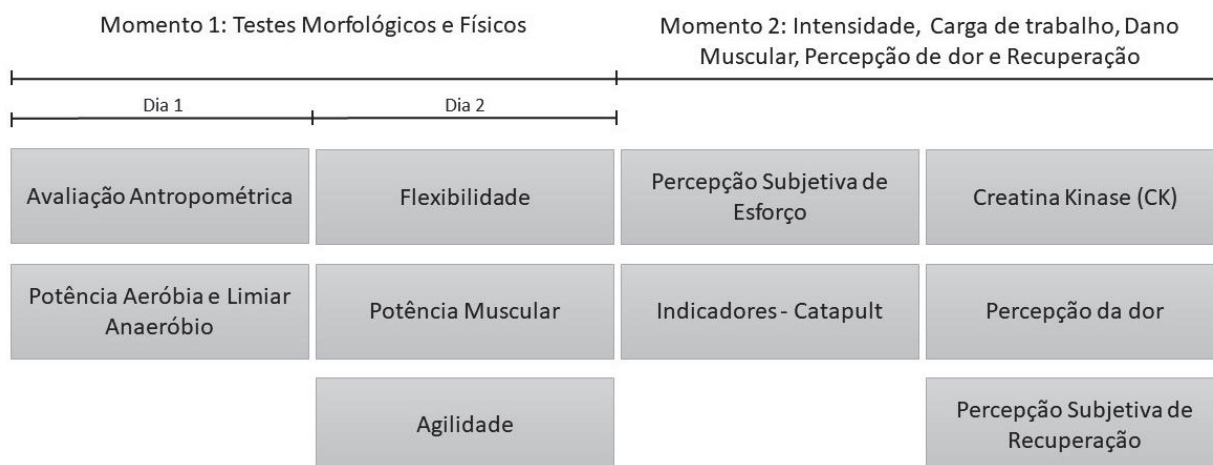 Momento 1: Testes Morfológicos e Físicos
Momento 2: Intensidade, Carga de trabalho, Dano
Muscular, Percepção de dor e Recuperação
Dia 1
Dia 2
Avaliação Antropométrica
Flexibilidade
Percepção Subjetiva de
Esforço
Creatina Kinase (CK)
Potência Aeróbia e Limiar
Anaeróbio
Potência Muscular
Indicadores - Catapult
Percepção da dor
Agilidade
Percepção Subjetiva de
Recuperação